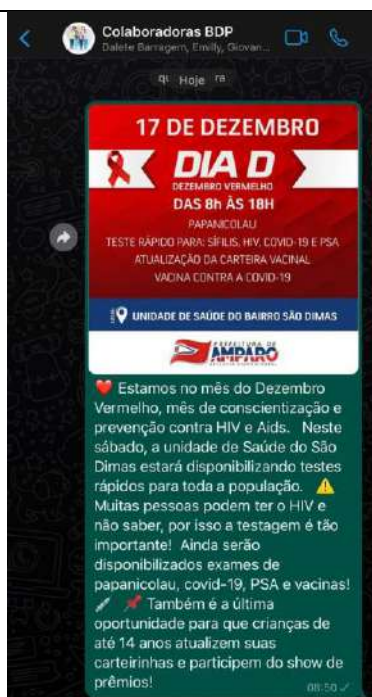 Colaboradoras BDP
Dalete Barragem, Emilly, Giovan...
Hoje
17 DE DEZEMBRO
DIA D
DEZEMBRO VERMELHO
DAS 8h ÀS 18H
PAPANICOLAU
TESTE RÁPIDO PARA: SÍFILIS, HIV, COVID-19 E PSA
ATUALIZAÇÃO DA CARTEIRA VACINAL
VACINA CONTRA A COVID-19
UNIDADE DE SAÚDE DO BAIRRO SÃO DIMAS
PREFEITURA DE
AMPARO
❤️ Estamos no mês do Dezembro
Vermelho, mês de conscientização e
prevenção contra HIV e Aids. Neste
sábado, a unidade de Saúde do São
Dimas estará disponibilizando testes
rápidos para toda a população. ⚠️
Muitas pessoas podem ter o HIV e
não saber, por isso a testagem é tão
importante! Ainda serão
disponibilizados exames de
papanicolau, covid-19, PSA e vacinas!
💉 📌 Também é a última
oportunidade para que crianças de
até 14 anos atualizem suas
carteirinhas e participem do show de
prêmios!
08:50